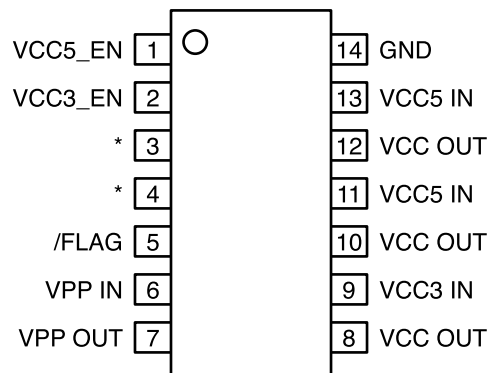 VCC5_EN 1 14 GND
VCC3_EN 2 13 VCC5 IN
* 3 12 VCC OUT
* 4 11 VCC5 IN
/FLAG 5 10 VCC OUT
VPP IN 6 9 VCC3 IN
VPP OUT 7 8 VCC OUT